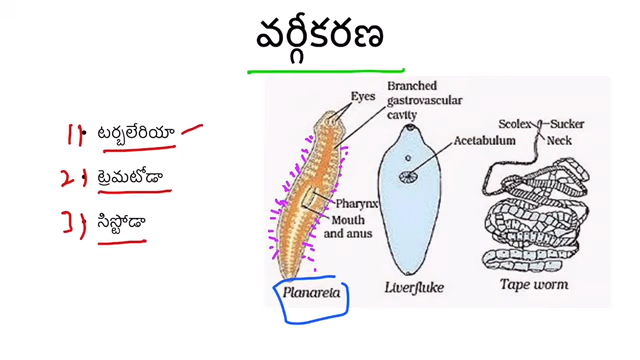 వర్గీకరణ
1) • టర్బలేరియా
2) • ట్రెమటోడా
3) • సిస్టోడా
Eyes
Branched
gastrovascular
cavity
Pharynx
Mouth
and anus
Planareia
Acetabulum
Liverfluke
Scolex
Sucker
Neck
Tape worm